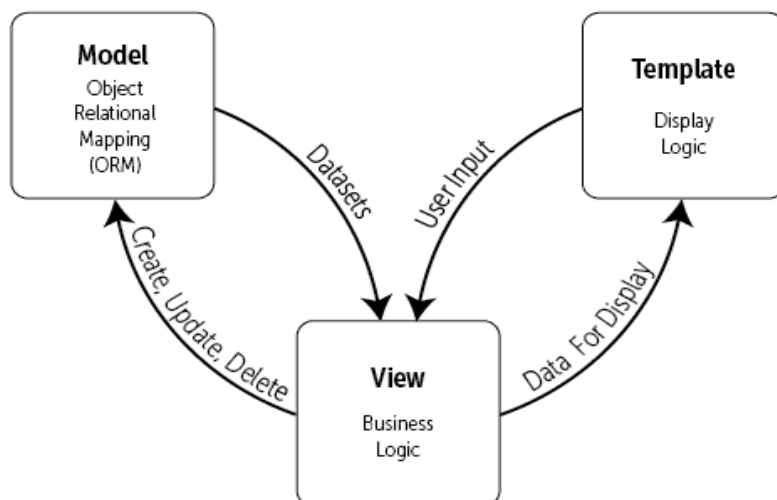 Model
Object
Relational
Mapping
(ORM)
Template
Display
Logic
Datasets
User Input
Create, Update, Delete
Data For Display
View
Business
Logic